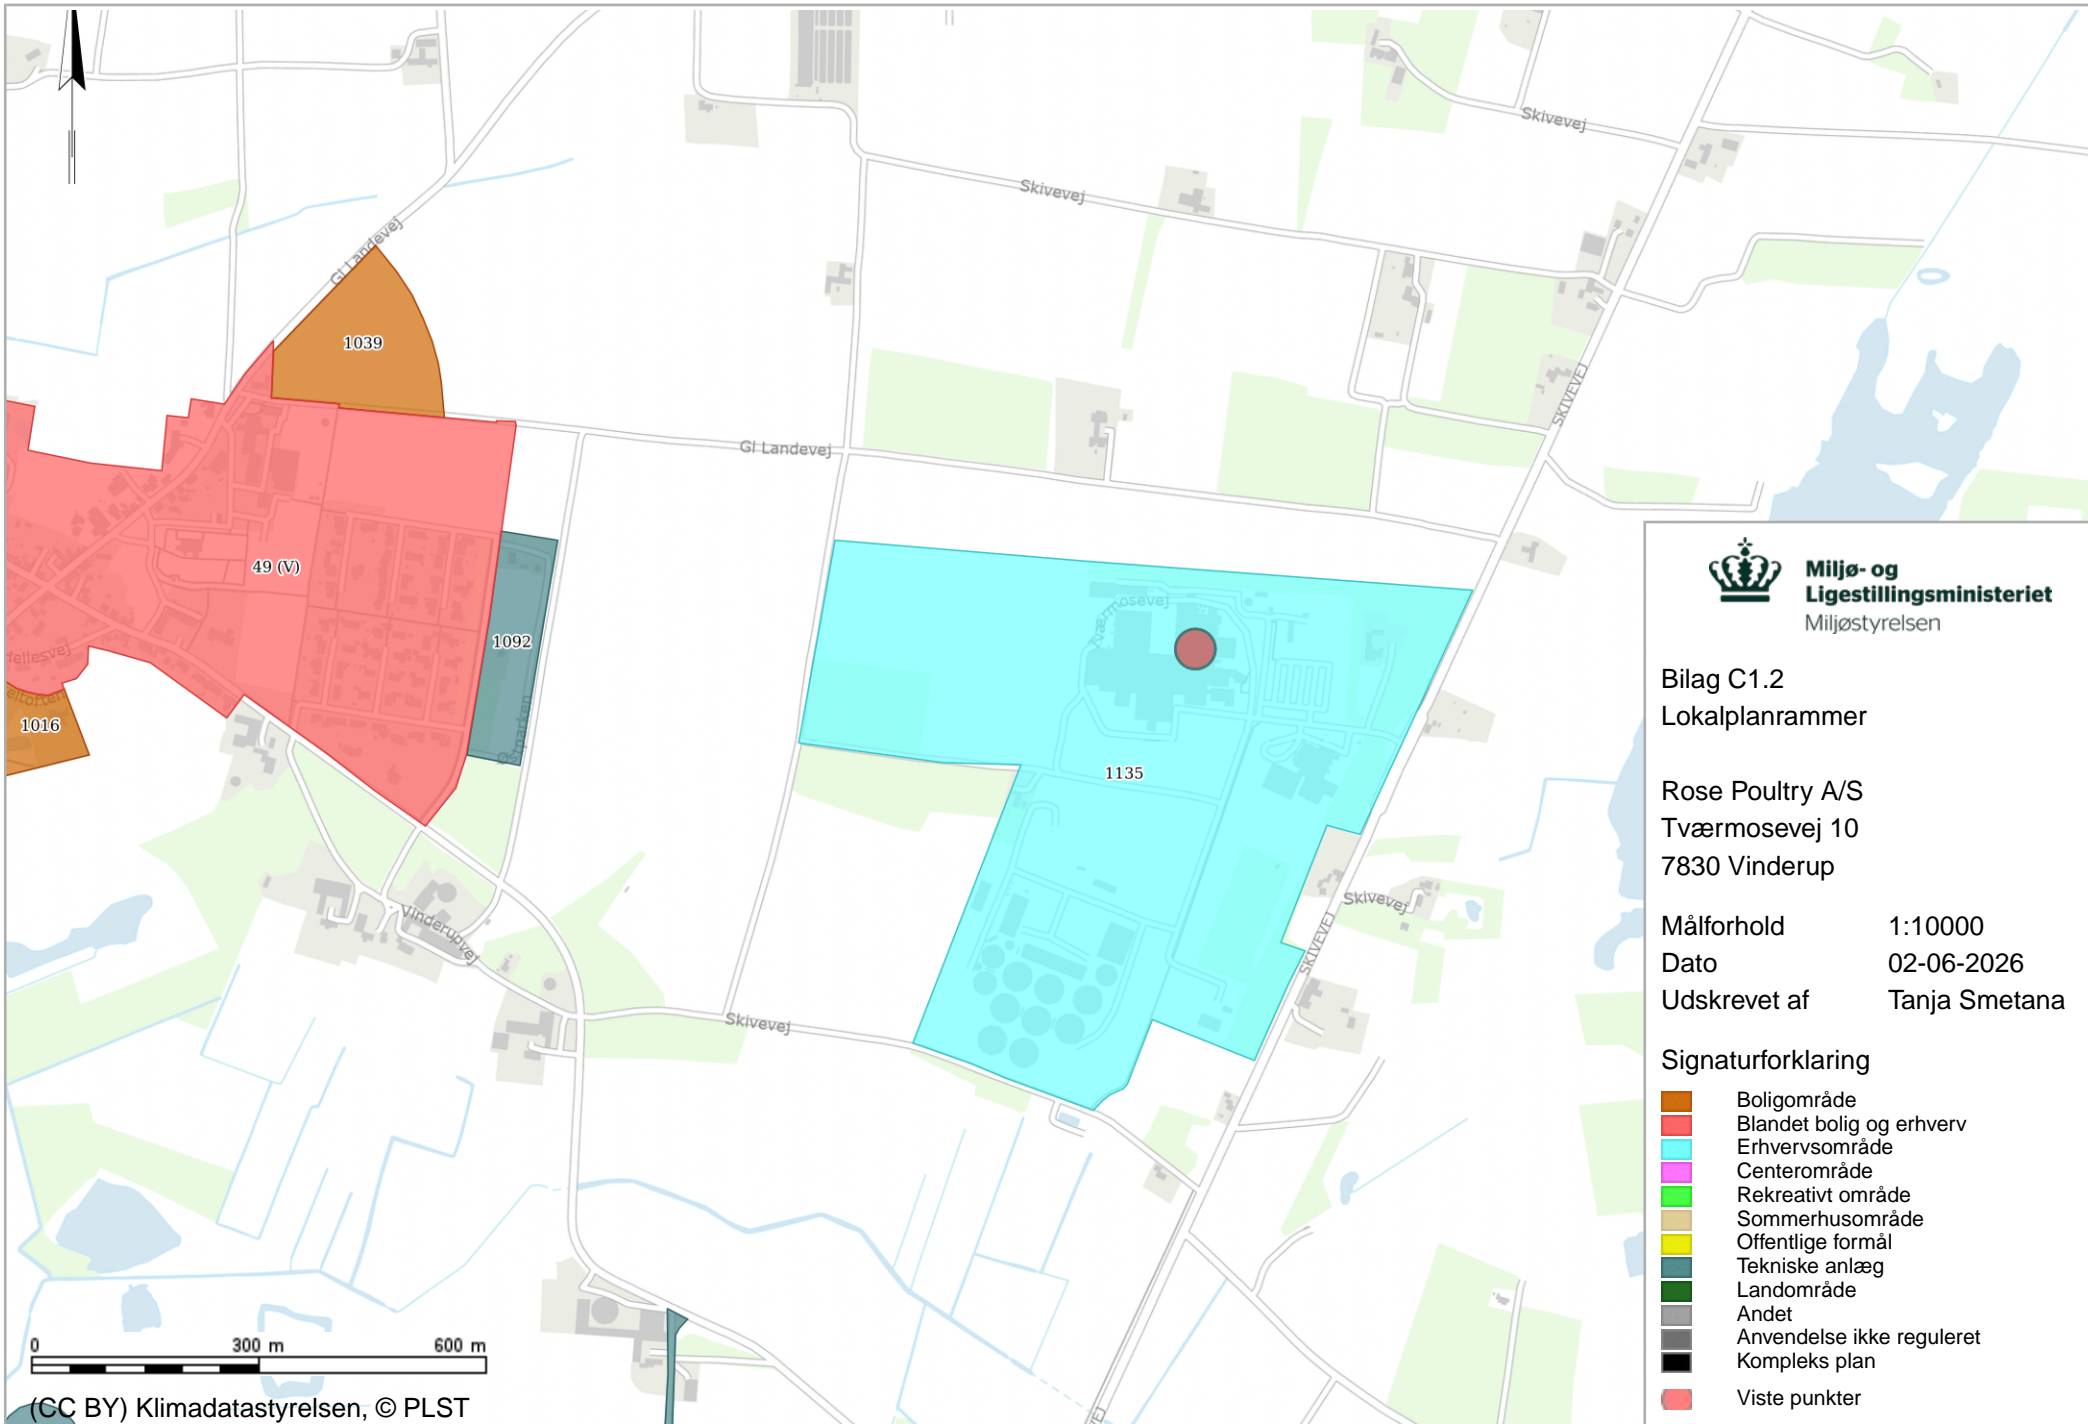 Skivevej
Skivevej
Gl Landevej
1039
SKIVEVEJ
Gl Landevej
49 (V)
Tværmosevej
1092
1016
Østparken
1135
Skivevej
Vinderupvej
SKIVEVEJ
Skivevej
Miljø- og
Ligestillingsministeriet
Miljøstyrelsen
Bilag C1.2
Lokalplanrammer
Rose Poultry A/S
Tværmosevej 10
7830 Vinderup
Målforhold 1:10000
Dato 02-06-2026
Udskrevet af Tanja Smetana
Signaturforklaring
Boligområde
Blandet bolig og erhverv
Erhvervsområde
Centerområde
Rekreativt område
Sommerhusområde
Offentlige formål
Tekniske anlæg
Landområde
Andet
Anvendelse ikke reguleret
Kompleks plan
Viste punkter
0 300 m 600 m
(CC BY) Klimadatastyrelsen, © PLST